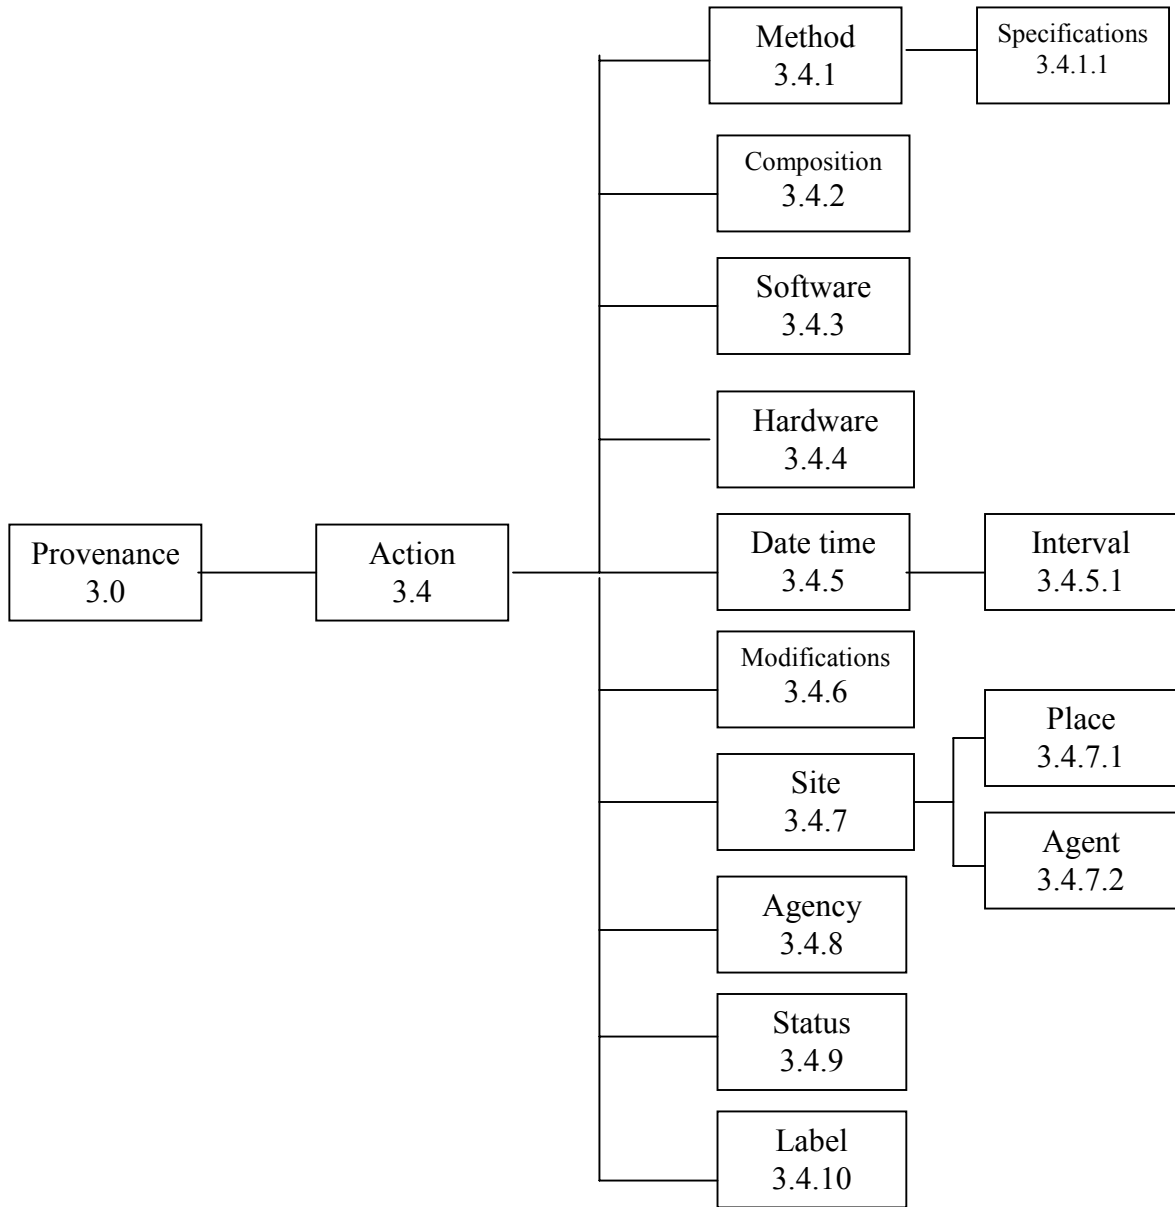 Method
3.4.1
Specifications
3.4.1.1
Composition
3.4.2
Software
3.4.3
Hardware
3.4.4
Provenance
3.0
Action
3.4
Date time
3.4.5
Interval
3.4.5.1
Modifications
3.4.6
Site
3.4.7
Place
3.4.7.1
Agent
3.4.7.2
Agency
3.4.8
Status
3.4.9
Label
3.4.10